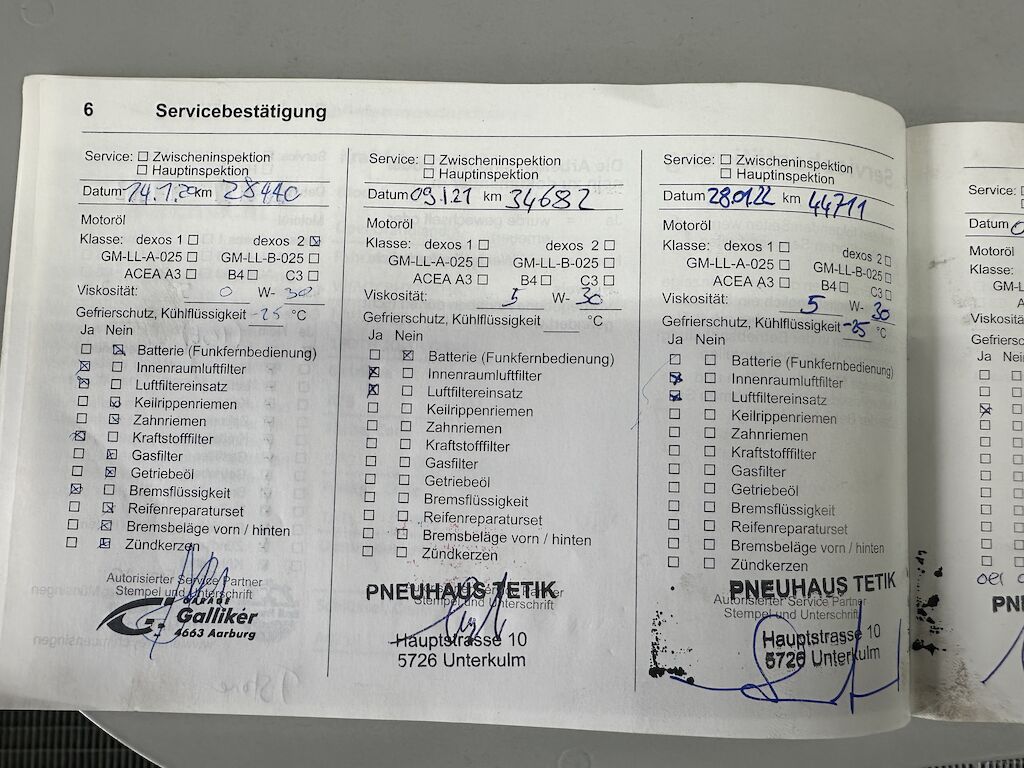 6 Servicebestätigung
Service: ☐ Zwischeninspektion
☐ Hauptinspektion
Datum 14.1.20 km 28440
Motoröl
Klasse: dexos 1 ☐ dexos 2 ☒
GM-LL-A-025 ☐ GM-LL-B-025 ☐
ACEA A3 ☐ B4 ☐ C3 ☐
Viskosität: 0 W- 30
Gefrierschutz, Kühlflüssigkeit -25 °C
Ja Nein
☐ ☒ Batterie (Funkfernbedienung)
☒ ☐ Innenraumluftfilter
☒ ☐ Luftfiltereinsatz
☐ ☒ Keilrippenriemen
☐ ☒ Zahnriemen
☒ ☐ Kraftstofffilter
☐ ☒ Gasfilter
☐ ☒ Getriebeöl
☒ ☐ Bremsflüssigkeit
☐ ☒ Reifenreparaturset
☐ ☒ Bremsbeläge vorn / hinten
☐ ☒ Zündkerzen
Autorisierter Service Partner
Stempel und Unterschrift
GARAGE
Galliker
4663 Aarburg
Service: ☐ Zwischeninspektion
☐ Hauptinspektion
Datum 09.1.21 km 34682
Motoröl
Klasse: dexos 1 ☐ dexos 2 ☐
GM-LL-A-025 ☐ GM-LL-B-025 ☐
ACEA A3 ☐ B4 ☐ C3 ☐
Viskosität: 5 W- 30
Gefrierschutz, Kühlflüssigkeit °C
Ja Nein
☐ ☒ Batterie (Funkfernbedienung)
☒ ☐ Innenraumluftfilter
☒ ☐ Luftfiltereinsatz
☐ ☐ Keilrippenriemen
☐ ☐ Zahnriemen
☐ ☐ Kraftstofffilter
☐ ☐ Gasfilter
☐ ☐ Getriebeöl
☐ ☐ Bremsflüssigkeit
☐ ☐ Reifenreparaturset
☐ ☐ Bremsbeläge vorn / hinten
☐ ☐ Zündkerzen
PNEUHAUS TETIK
Stempel und Unterschrift
Hauptstrasse 10
5726 Unterkulm
Service: ☐ Zwischeninspektion
☐ Hauptinspektion
Datum 28.01.22 km 44711
Motoröl
Klasse: dexos 1 ☐ dexos 2 ☐
GM-LL-A-025 ☐ GM-LL-B-025 ☐
ACEA A3 ☐ B4 ☐ C3 ☐
Viskosität: 5 W- 30
Gefrierschutz, Kühlflüssigkeit -25 °C
Ja Nein
☐ ☐ Batterie (Funkfernbedienung)
☒ ☐ Innenraumluftfilter
☒ ☐ Luftfiltereinsatz
☐ ☐ Keilrippenriemen
☐ ☐ Zahnriemen
☐ ☐ Kraftstofffilter
☐ ☐ Gasfilter
☐ ☐ Getriebeöl
☐ ☐ Bremsflüssigkeit
☐ ☐ Reifenreparaturset
☐ ☐ Bremsbeläge vorn / hinten
☐ ☐ Zündkerzen
PNEUHAUS TETIK
Autorisierter Service Partner
Stempel und Unterschrift
Hauptstrasse 10
5726 Unterkulm
Service:
Datum
Motoröl
Klasse:
Viskosität
Ja